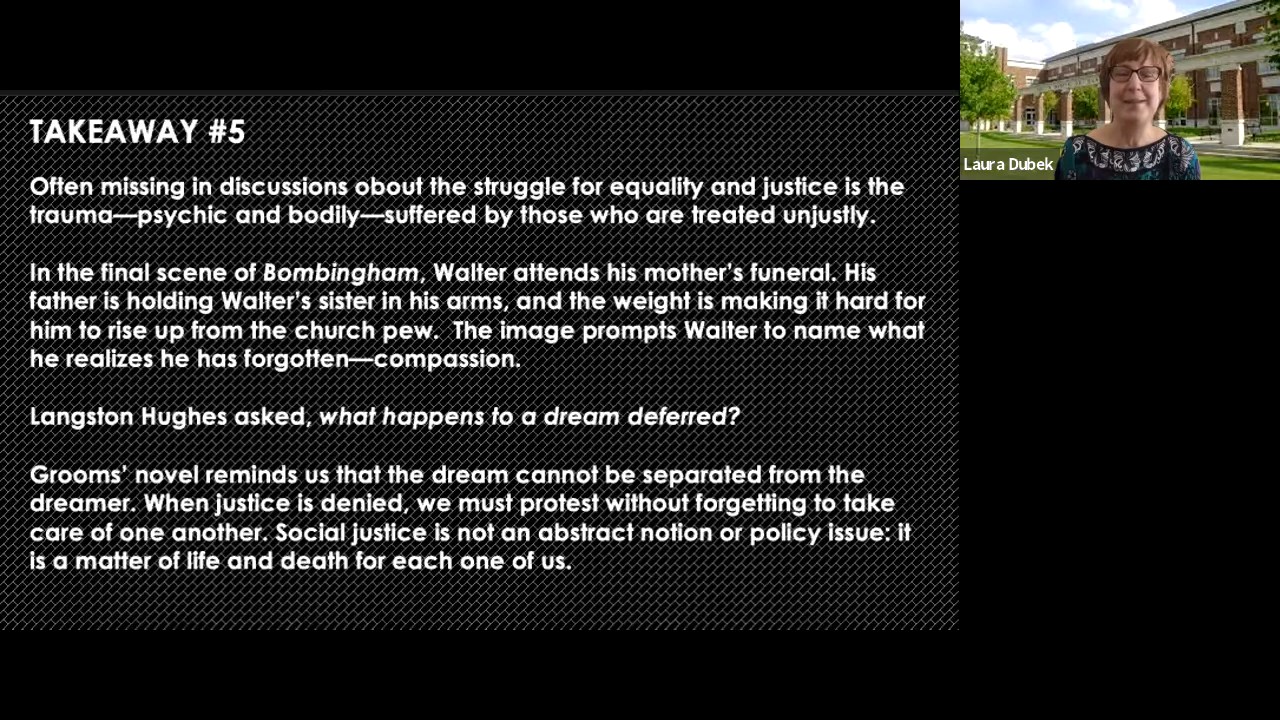 TAKEAWAY #5
Often missing in discussions obout the struggle for equality and justice is the
trauma—psychic and bodily—suffered by those who are treated unjustly.
In the final scene of Bombingham, Walter attends his mother's funeral. His
father is holding Walter's sister in his arms, and the weight is making it hard for
him to rise up from the church pew.  The image prompts Walter to name what
he realizes he has forgotten—compassion.
Langston Hughes asked, what happens to a dream deferred?
Grooms' novel reminds us that the dream cannot be separated from the
dreamer. When justice is denied, we must protest without forgetting to take
care of one another. Social justice is not an abstract notion or policy issue: it
is a matter of life and death for each one of us.
Laura Dubek